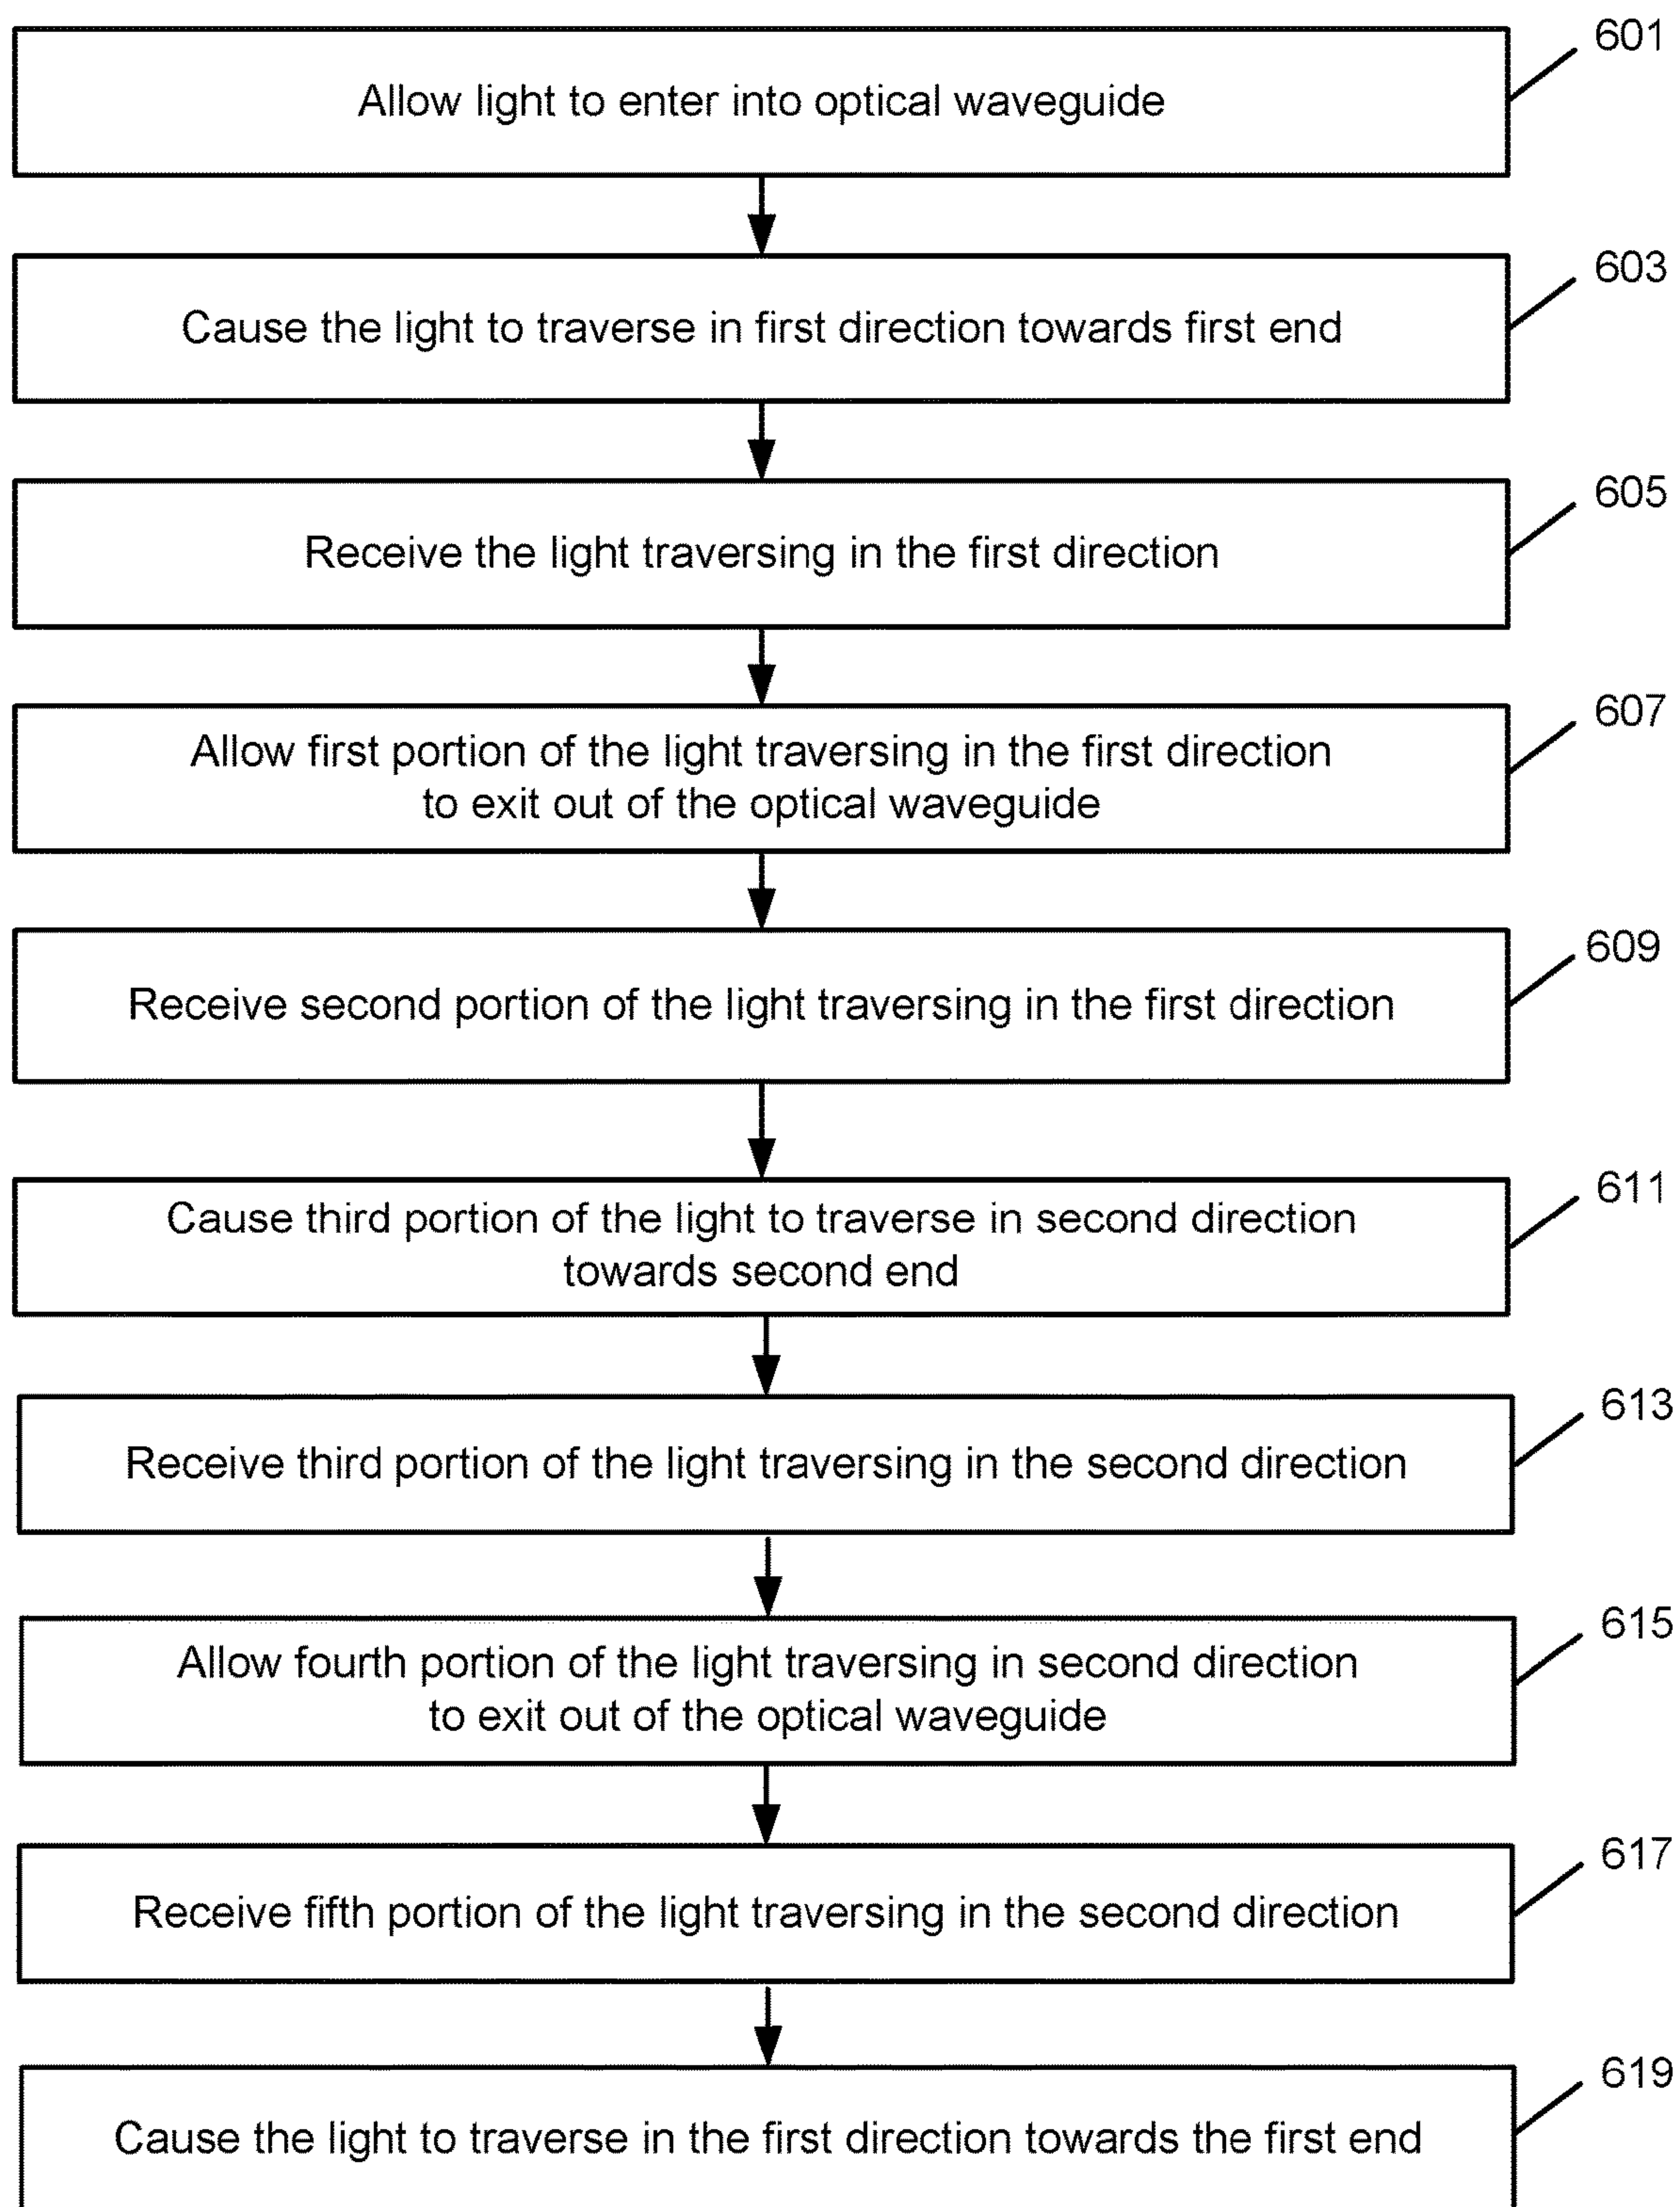 601
Allow light to enter into optical waveguide
603
Cause the light to traverse in first direction towards first end
605
Receive the light traversing in the first direction
607
Allow first portion of the light traversing in the first direction
to exit out of the optical waveguide
609
Receive second portion of the light traversing in the first direction
611
Cause third portion of the light to traverse in second direction
towards second end
613
Receive third portion of the light traversing in the second direction
615
Allow fourth portion of the light traversing in second direction
to exit out of the optical waveguide
617
Receive fifth portion of the light traversing in the second direction
619
Cause the light to traverse in the first direction towards the first end